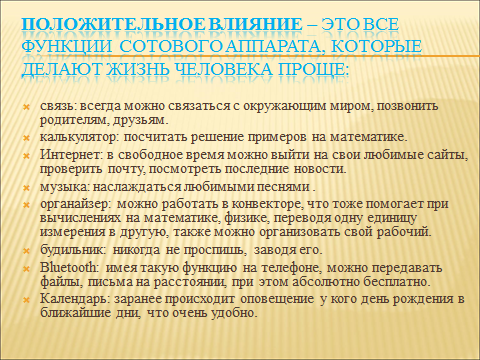 ПОЛОЖИТЕЛЬНОЕ ВЛИЯНИЕ – ЭТО ВСЕ
ФУНКЦИИ СОТОВОГО АППАРАТА, КОТОРЫЕ
ДЕЛАЮТ ЖИЗНЬ ЧЕЛОВЕКА ПРОЩЕ:
связь: всегда можно связаться с окружающим миром, позвонить
родителям, друзьям.
калькулятор: посчитать решение примеров на математике.
Интернет: в свободное время можно выйти на свои любимые сайты,
проверить почту, посмотреть последние новости.
музыка: наслаждаться любимыми песнями .
органайзер: можно работать в конвекторе, что тоже помогает при
вычислениях на математике, физике, переводя одну единицу
измерения в другую, также можно организовать свой рабочий.
будильник: никогда не проспишь, заводя его.
Bluetooth: имея такую функцию на телефоне, можно передавать
файлы, письма на расстоянии, при этом абсолютно бесплатно.
Календарь: заранее происходит оповещение у кого день рождения в
ближайшие дни, что очень удобно.